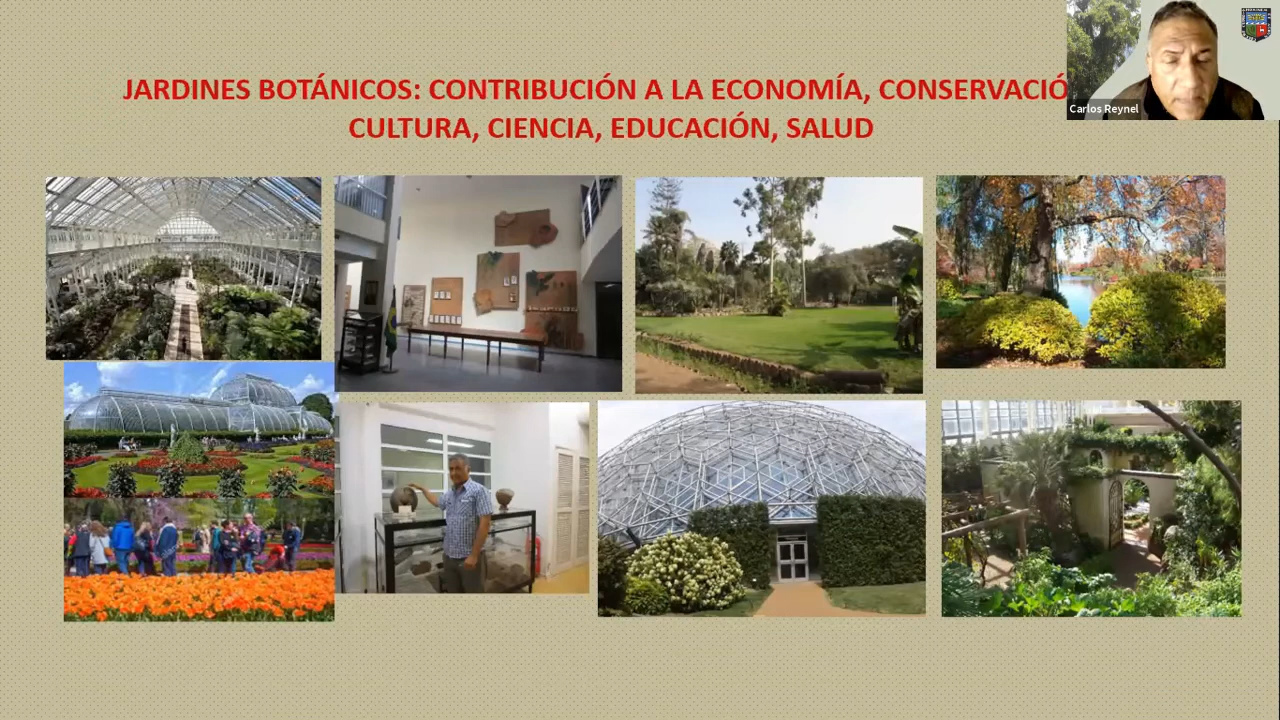 JARDINES BOTÁNICOS: CONTRIBUCIÓN A LA ECONOMÍA, CONSERVACIÓ
CULTURA, CIENCIA, EDUCACIÓN, SALUD
Carlos Reynel